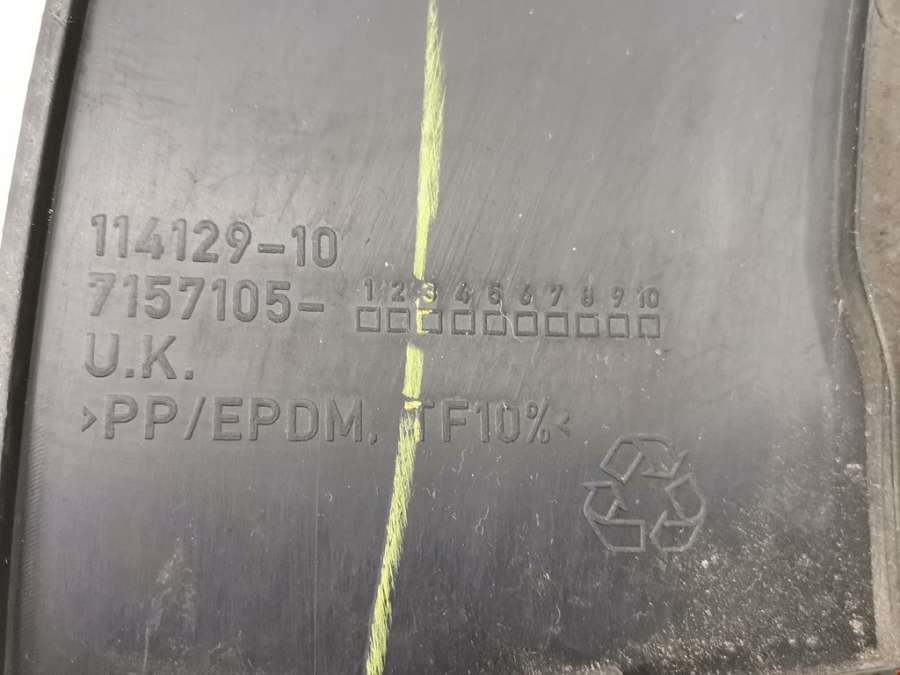 114129-10
7157105- 1 2 3 4 5 6 7 8 9 10
U.K.
>PP/EPDM, TF10%<